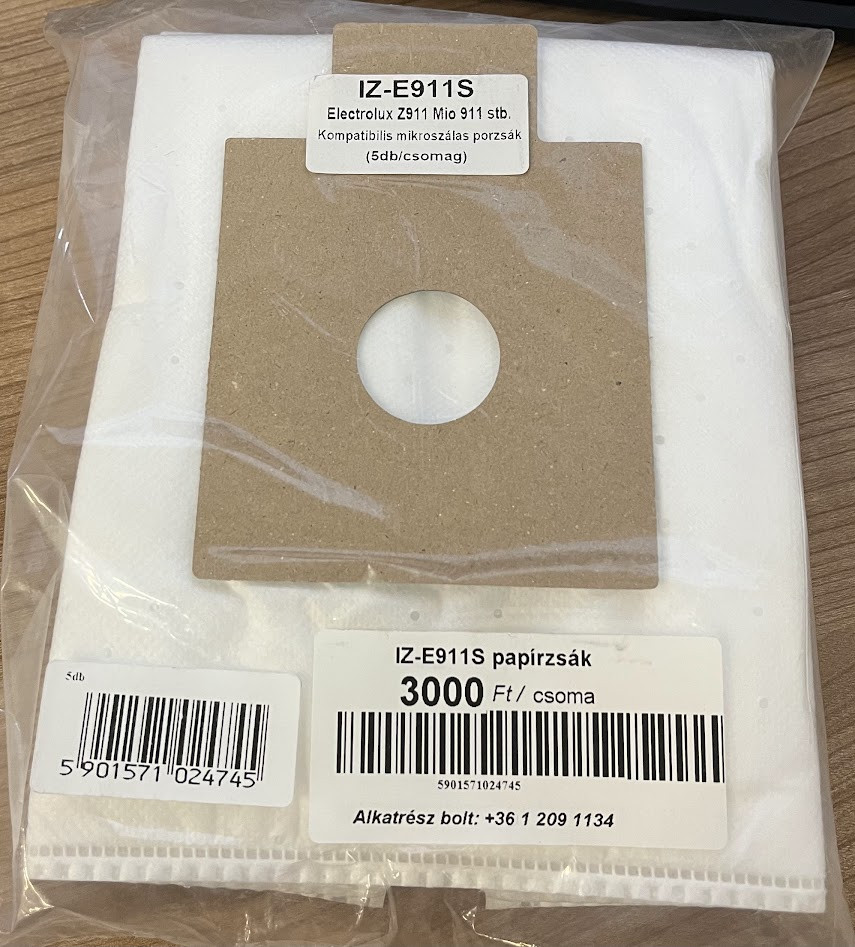 IZ-E911S
Electrolux Z911 Mio 911 stb.
Kompatibilis mikroszálas porzsák
(5db/csomag)
5db
5 901571 024745
IZ-E911S papírzsák
3000 Ft / csoma
5901571024745
Alkatrész bolt: +36 1 209 1134